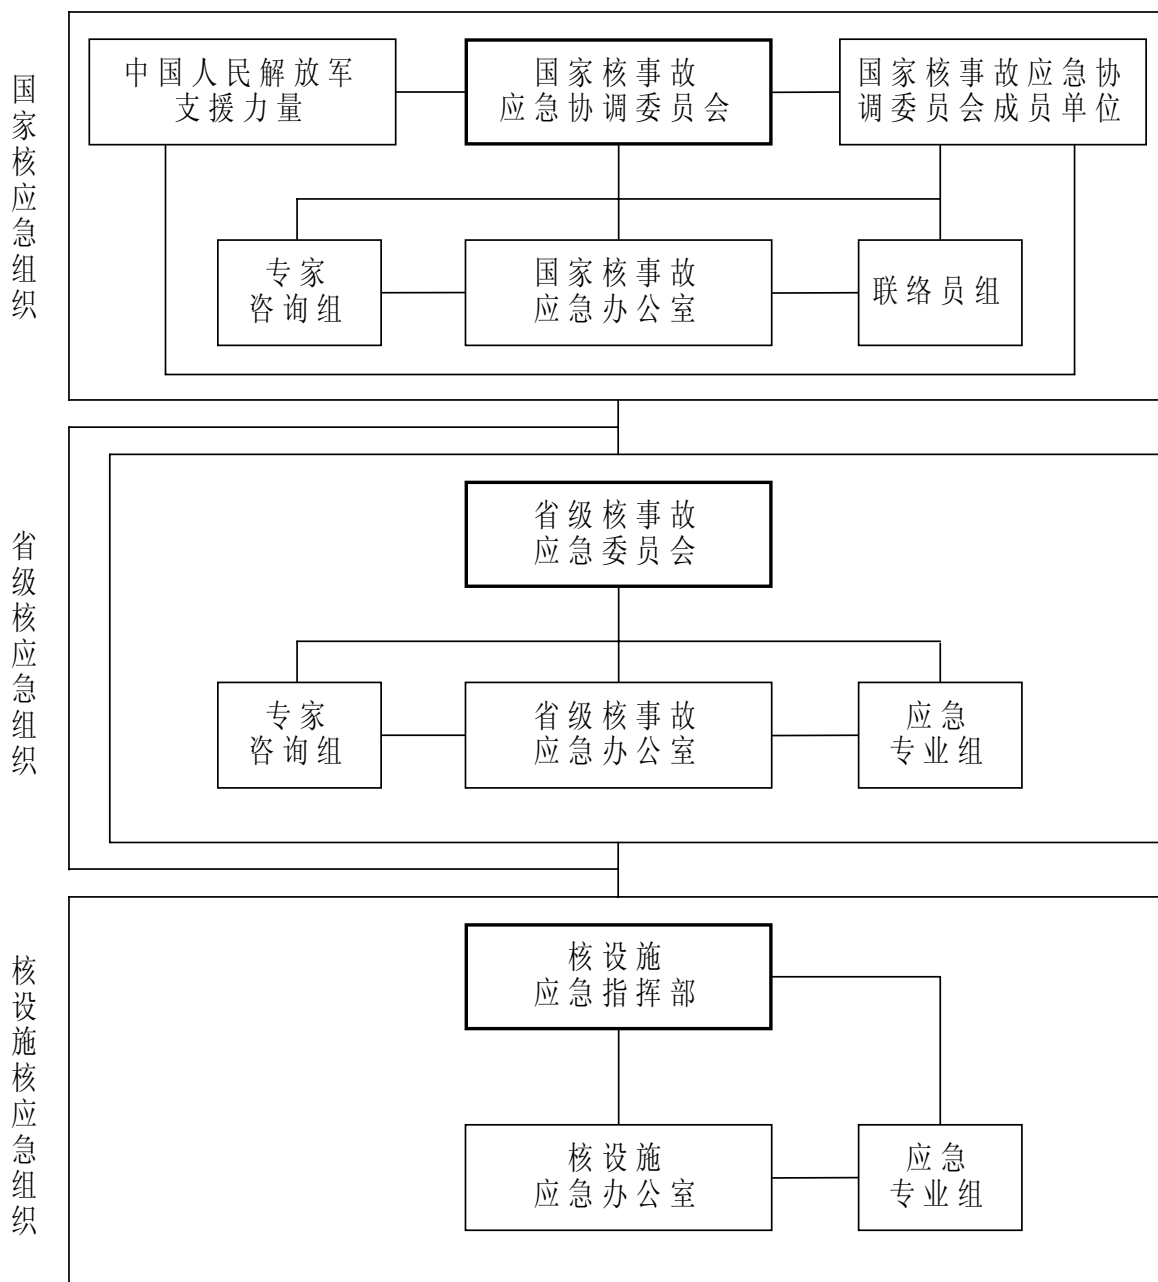 国家核应急组织
中国人民解放军
支援力量
国家核事故
应急协调委员会
国家核事故应急协
调委员会成员单位
专家
咨询组
国家核事故
应急办公室
联络员组
省级核应急组织
省级核事故
应急委员会
专家
咨询组
省级核事故
应急办公室
应急
专业组
核设施核应急组织
核设施
应急指挥部
核设施
应急办公室
应急
专业组